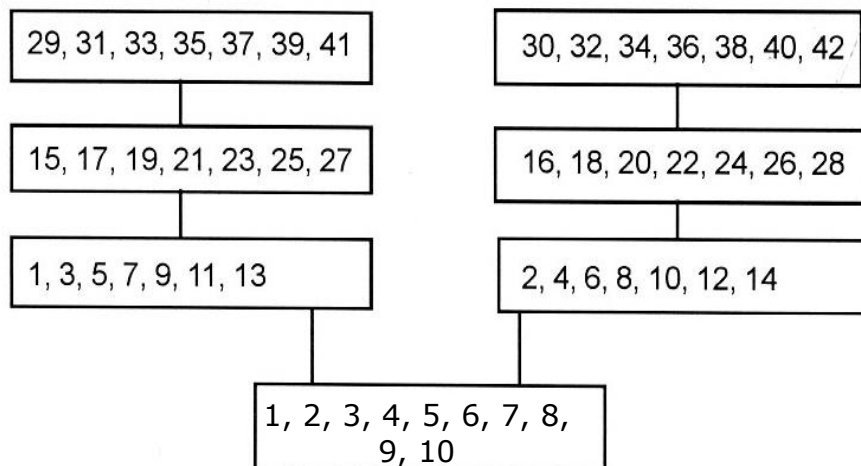 29, 31, 33, 35, 37, 39, 41
30, 32, 34, 36, 38, 40, 42
15, 17, 19, 21, 23, 25, 27
16, 18, 20, 22, 24, 26, 28
1, 3, 5, 7, 9, 11, 13
2, 4, 6, 8, 10, 12, 14
1, 2, 3, 4, 5, 6, 7, 8,
9, 10